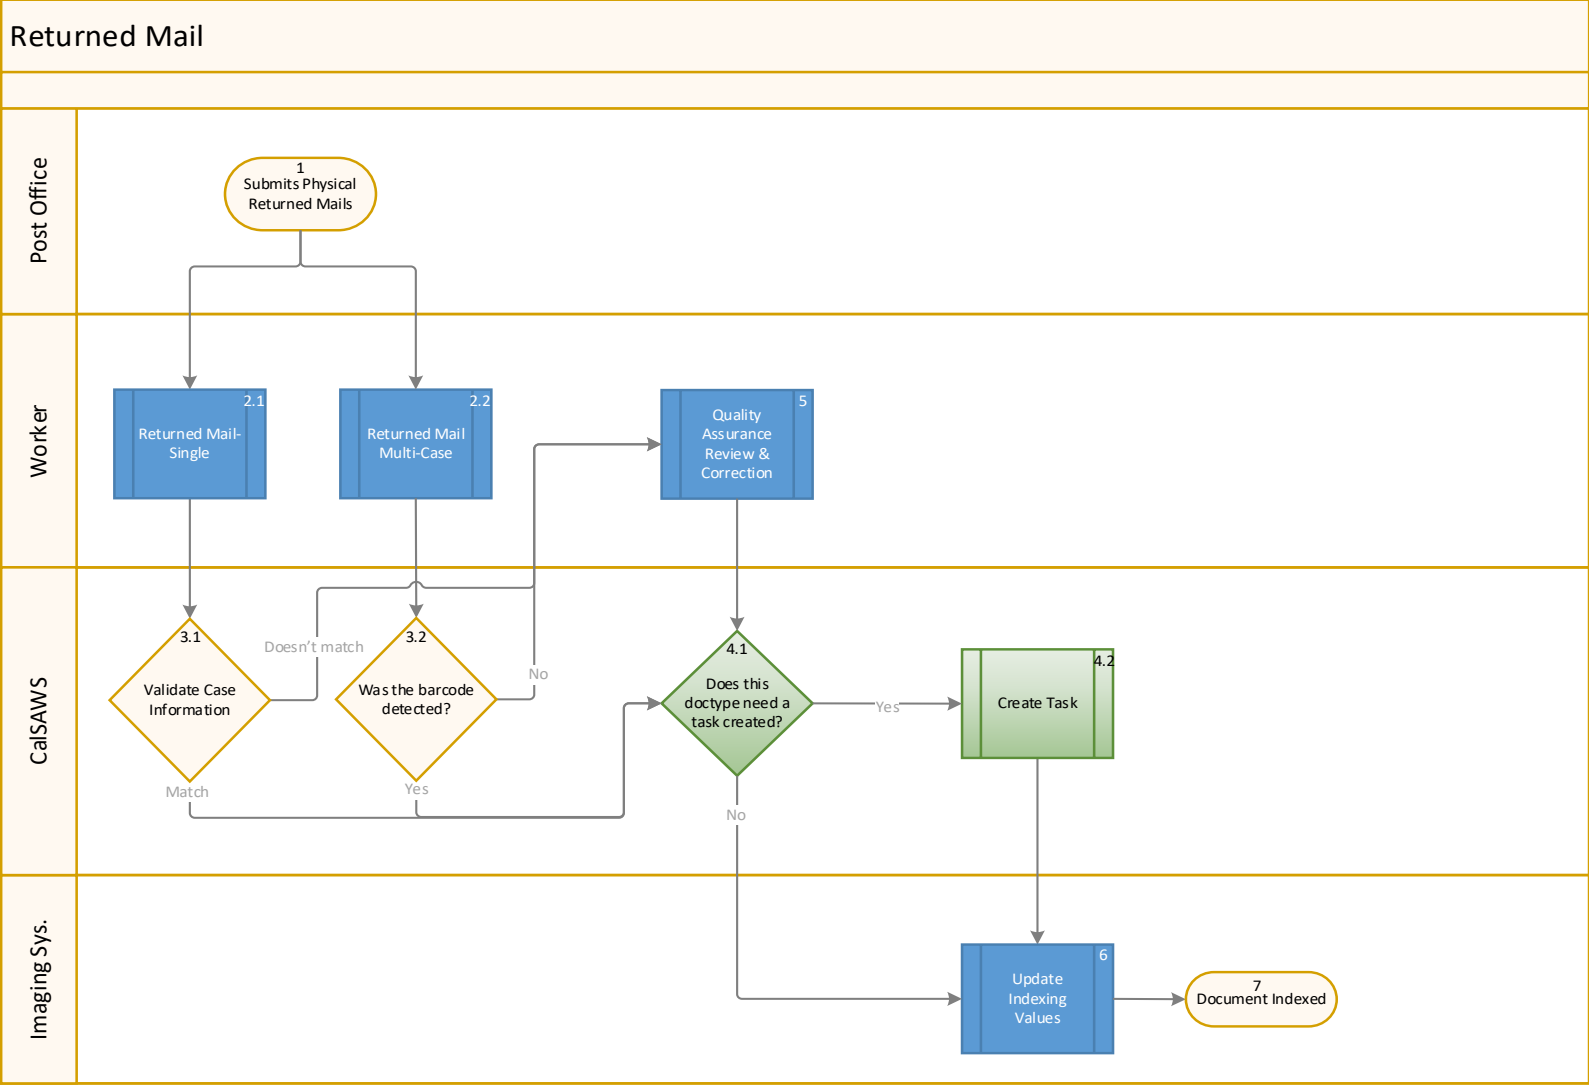 Returned Mail
Post Office
1
Submits Physical
Returned Mails
Worker
2.1
Returned Mail-
Single
2.2
Returned Mail
Multi-Case
5
Quality
Assurance
Review &
Correction
CalSAWS
3.1
Validate Case
Information
Doesn't match
Match
3.2
Was the barcode
detected?
No
Yes
4.1
Does this
doctype need a
task created?
Yes
No
4.2
Create Task
Imaging Sys.
6
Update
Indexing
Values
7
Document Indexed